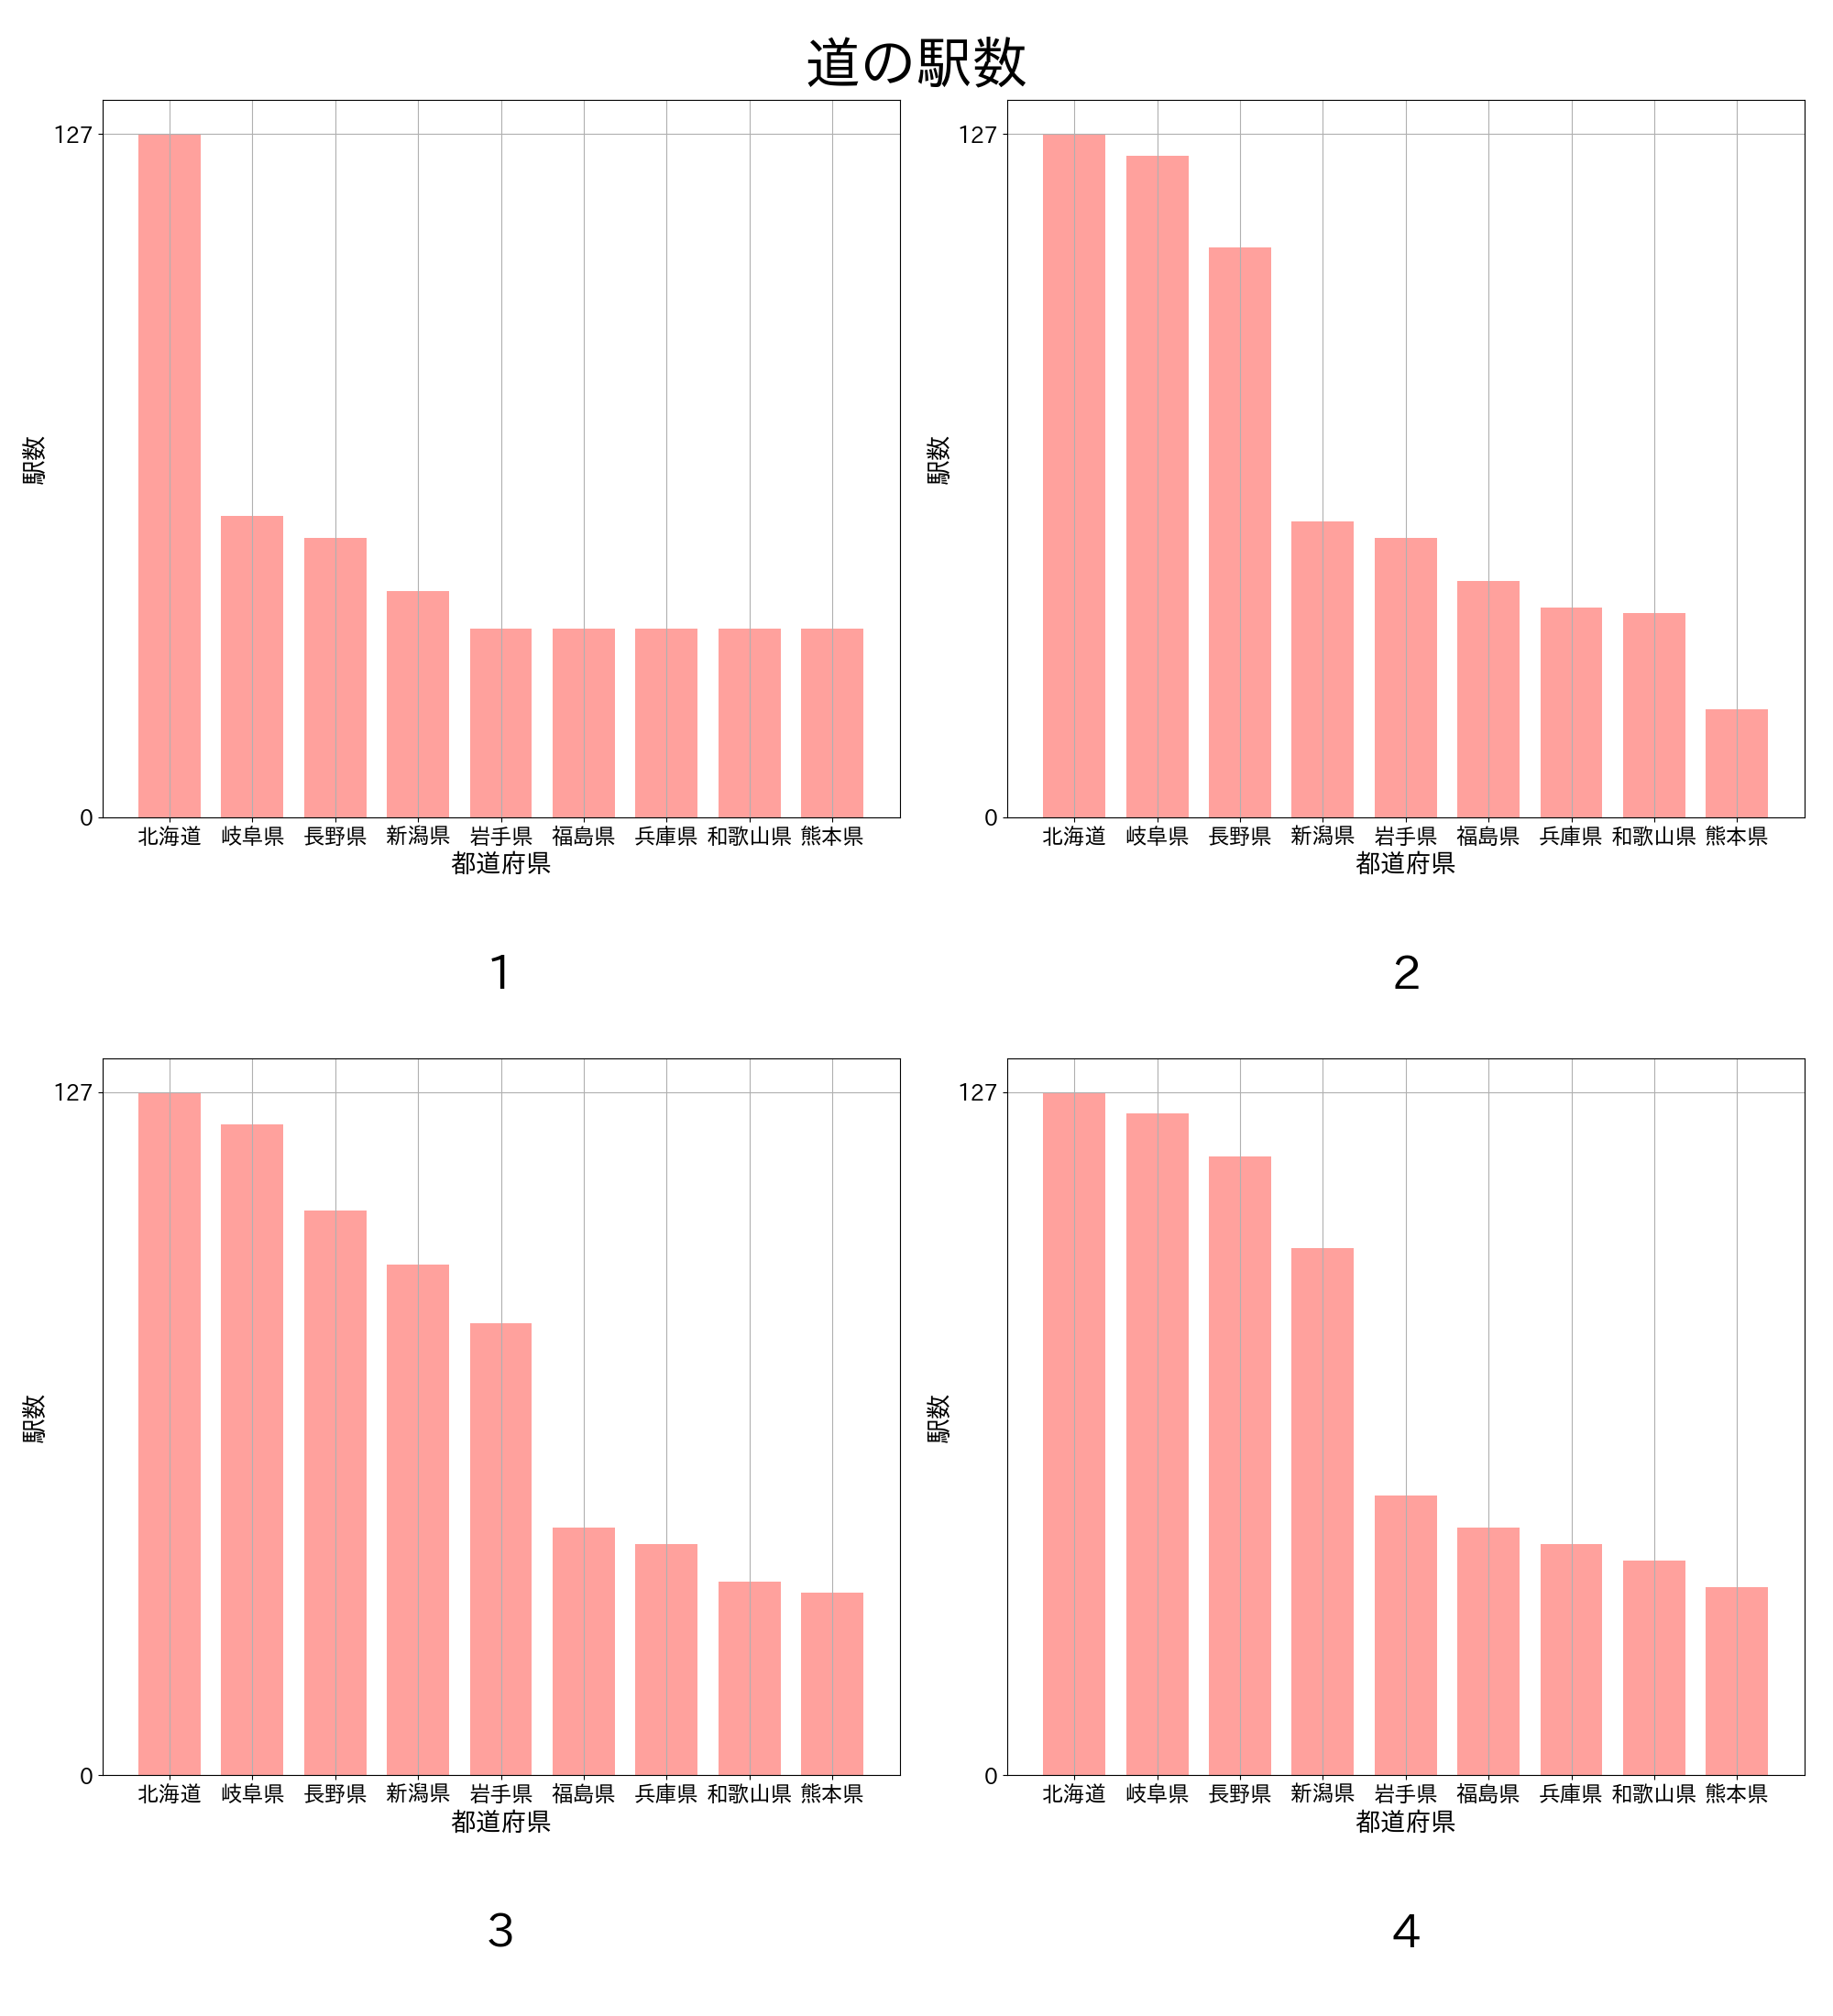 道の駅数
127
0
駅数
北海道 岐阜県 長野県 新潟県 岩手県 福島県 兵庫県 和歌山県 熊本県
都道府県
1
127
0
駅数
北海道 岐阜県 長野県 新潟県 岩手県 福島県 兵庫県 和歌山県 熊本県
都道府県
2
127
0
駅数
北海道 岐阜県 長野県 新潟県 岩手県 福島県 兵庫県 和歌山県 熊本県
都道府県
3
127
0
駅数
北海道 岐阜県 長野県 新潟県 岩手県 福島県 兵庫県 和歌山県 熊本県
都道府県
4